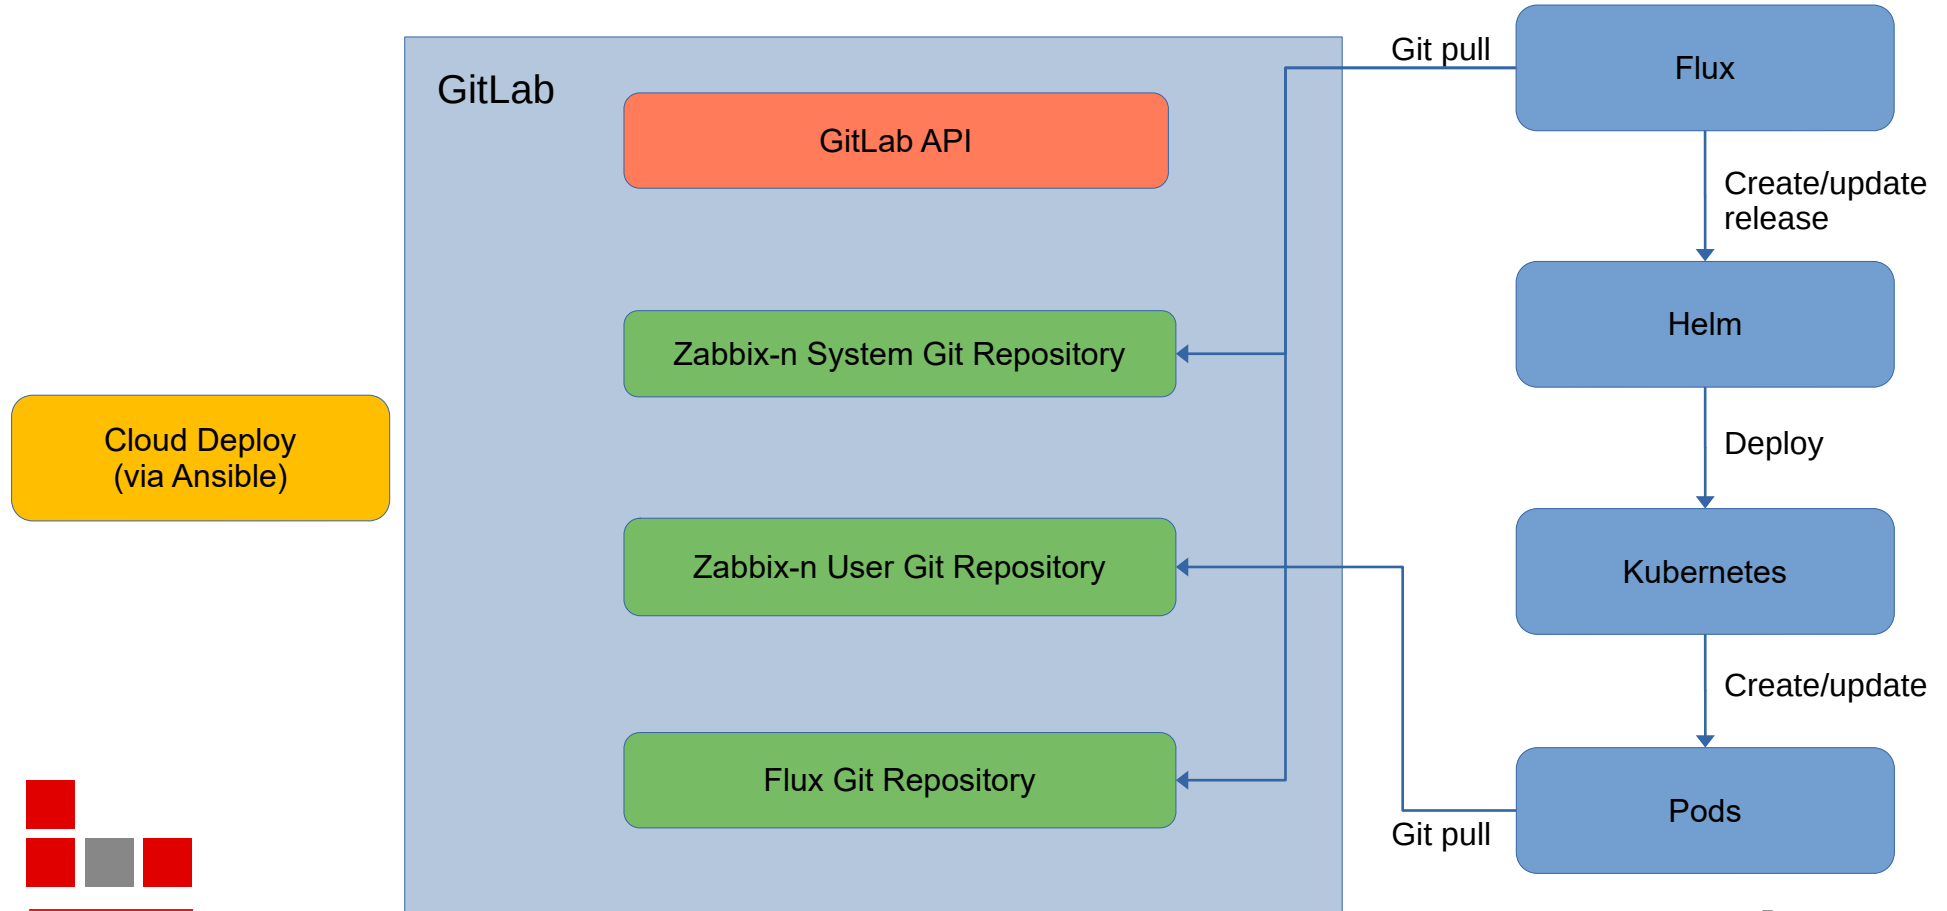 Git pull
Flux
GitLab
GitLab API
Create/update
release
Helm
Zabbix-n System Git Repository
Cloud Deploy
(via Ansible)
Deploy
Zabbix-n User Git Repository
Kubernetes
Create/update
Flux Git Repository
Pods
Git pull